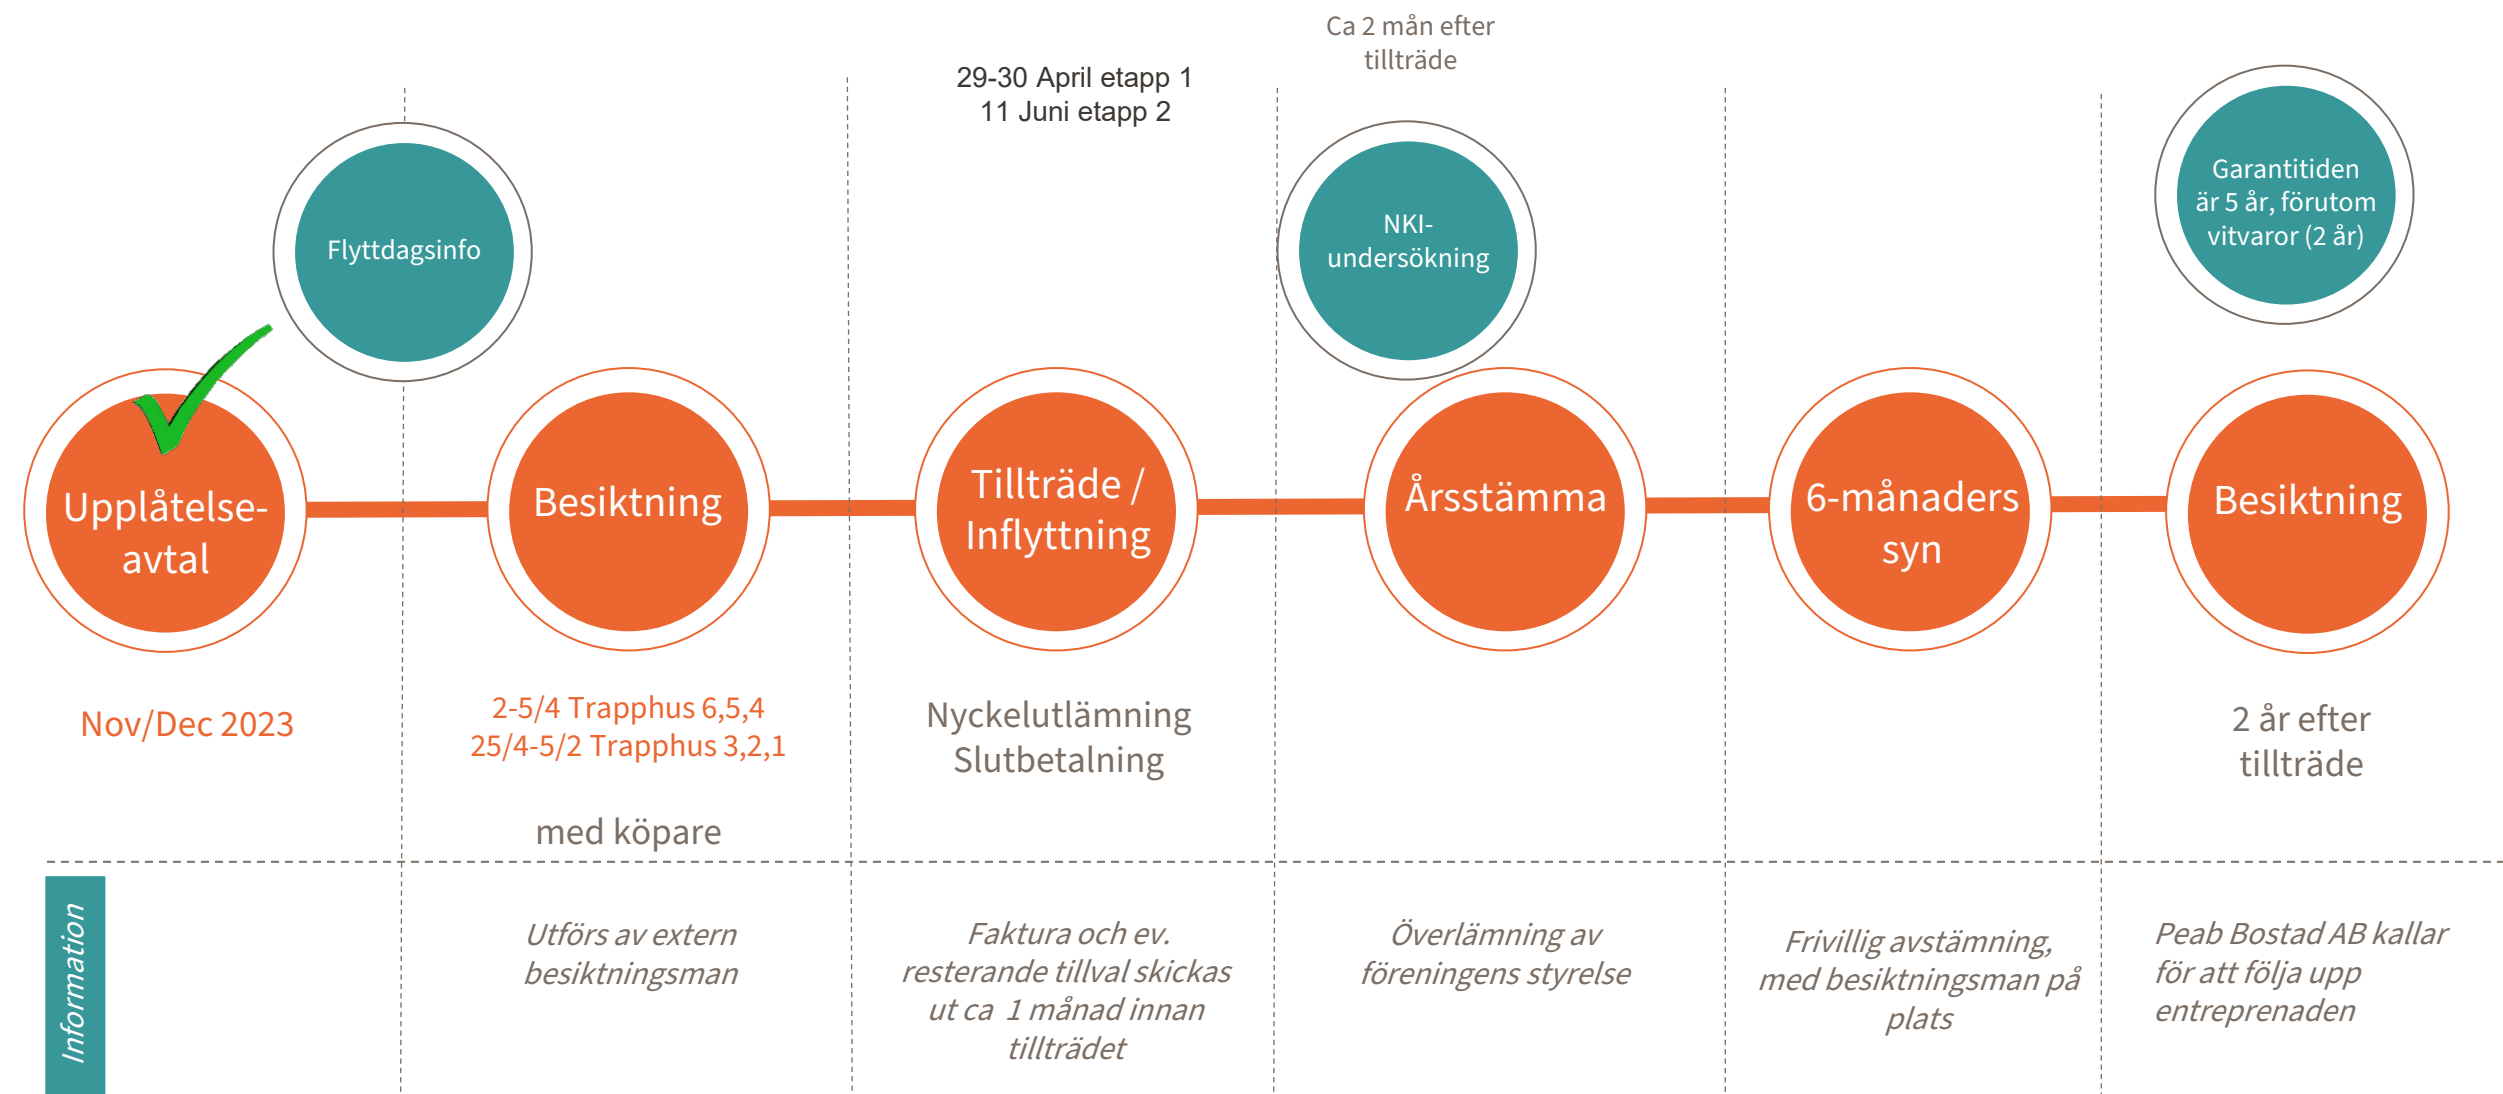 Ca 2 mån efter
tillträde
29-30 April etapp 1
11 Juni etapp 2
Flyttdagsinfo
NKI-
undersökning
Garantitiden
är 5 år, förutom
vitvaror (2 år)
Upplåtelse-
avtal
Besiktning
Tillträde /
Inflyttning
Årsstämma
6-månaders
syn
Besiktning
Nov/Dec 2023
2-5/4 Trapphus 6,5,4
25/4-5/2 Trapphus 3,2,1
med köpare
Nyckelutlämning
Slutbetalning
2 år efter
tillträde
Information
Utförs av extern
besiktningsman
Faktura och ev.
resterande tillval skickas
ut ca 1 månad innan
tillträdet
Överlämning av
föreningens styrelse
Frivillig avstämning,
med besiktningsman på
plats
Peab Bostad AB kallar
för att följa upp
entreprenaden